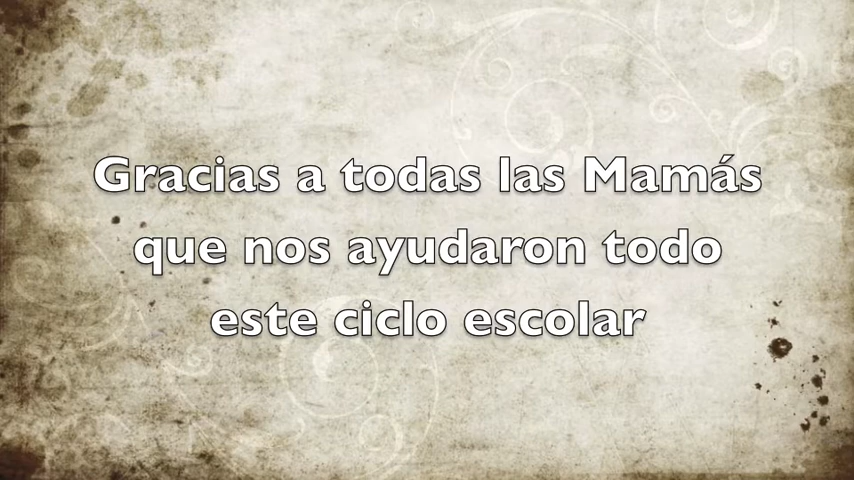 Gracias a todas las Mamás
que nos ayudaron todo
este ciclo escolar